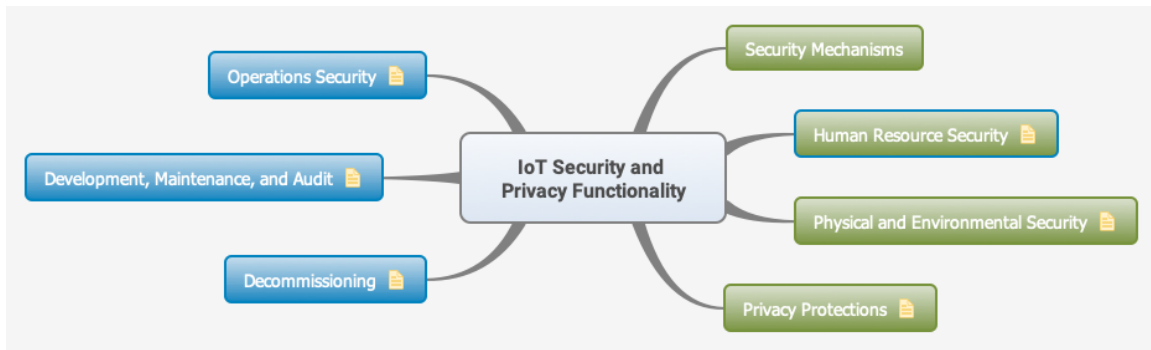 Security Mechanisms
Operations Security
Human Resource Security
IoT Security and
Privacy Functionality
Development, Maintenance, and Audit
Physical and Environmental Security
Decommissioning
Privacy Protections